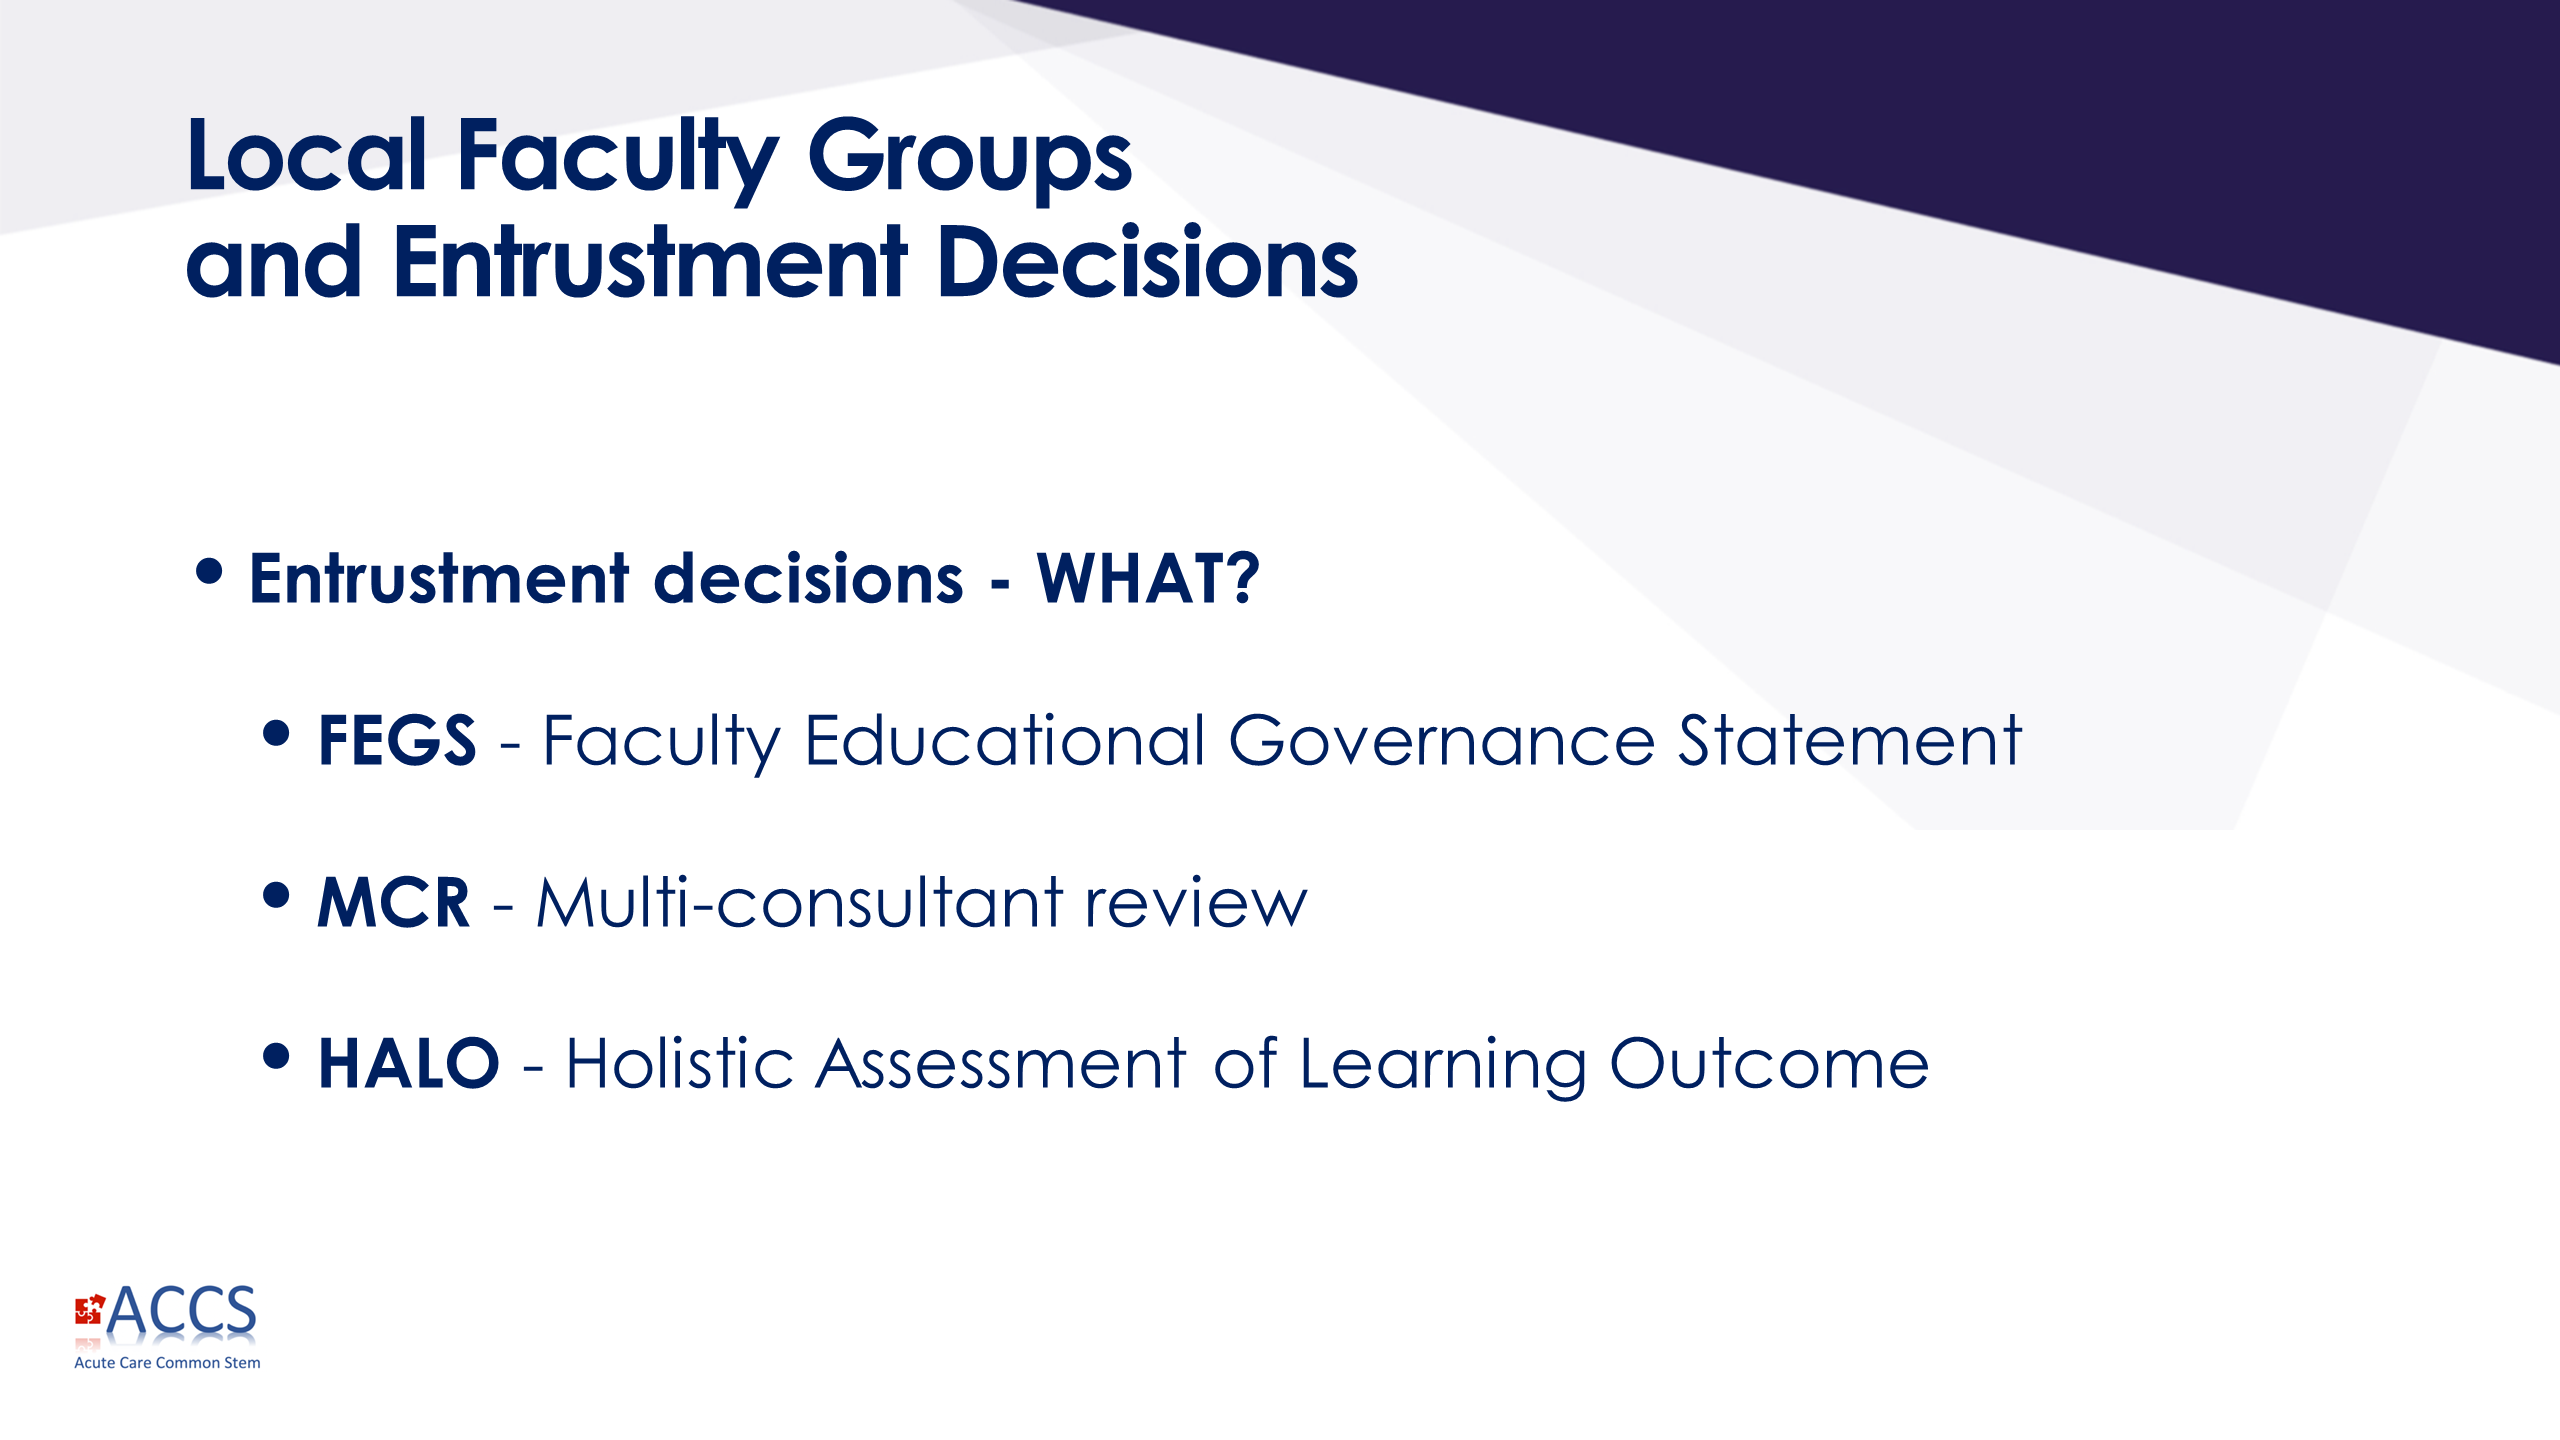 Local Faculty Groups
and Entrustment Decisions
• Entrustment decisions - WHAT?
• FEGS - Faculty Educational Governance Statement
• MCR - Multi-consultant review
• HALO - Holistic Assessment of Learning Outcome
ACCS
Acute Care Common Stem